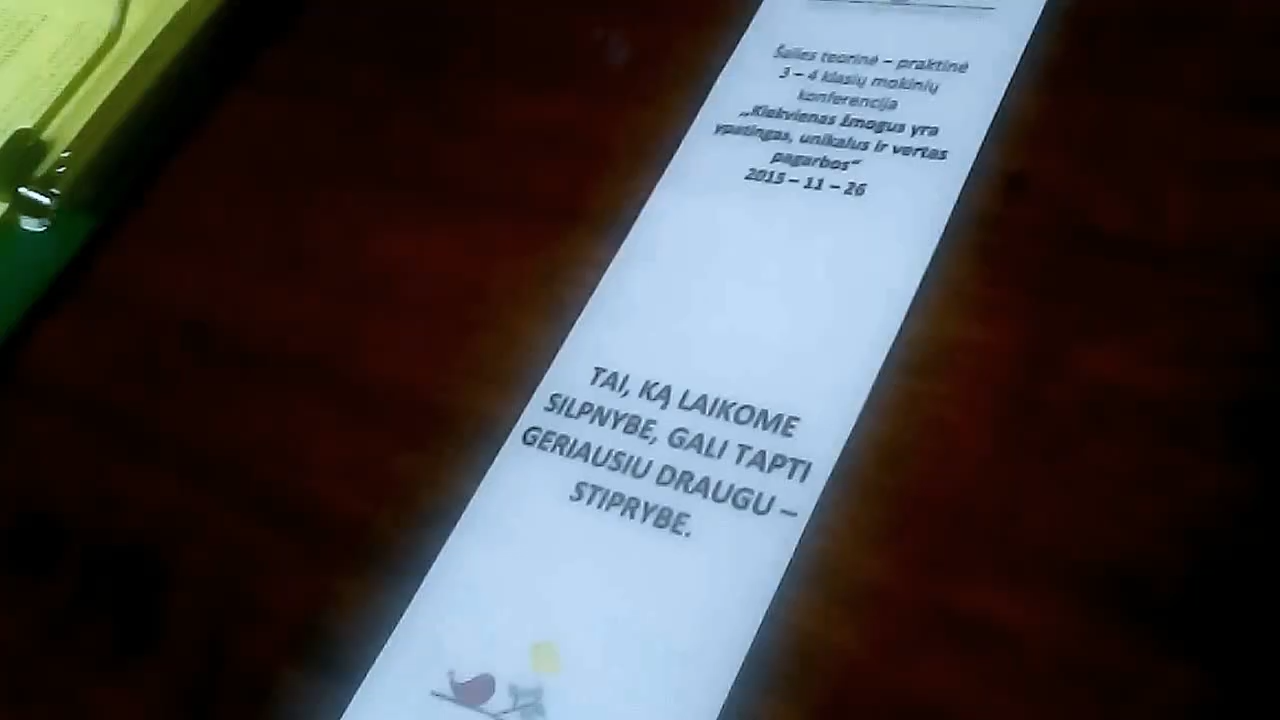 Šalies teorinė – praktinė
3 – 4 klasių mokinių
konferencija
„Kiekvienas žmogus yra
ypatingas, unikalus ir vertas
pagarbos“
2015 – 11 – 26
TAI, KĄ LAIKOME
SILPNYBE, GALI TAPTI
GERIAUSIU DRAUGU –
STIPRYBE.